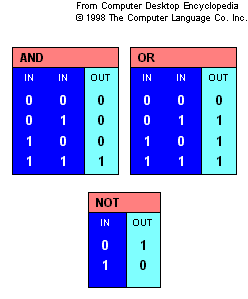 From Computer Desktop Encyclopedia
© 1998 The Computer Language Co. Inc.
AND
IN IN OUT
0 0 0
0 1 0
1 0 0
1 1 1
OR
IN IN OUT
0 0 0
0 1 1
1 0 1
1 1 1
NOT
IN OUT
0 1
1 0